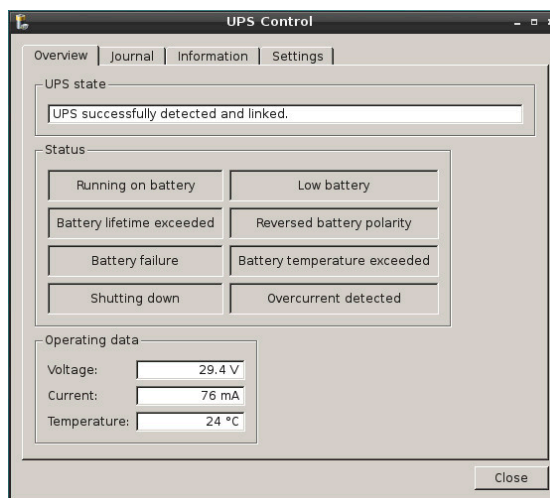 UPS Control
Overview Journal Information Settings
UPS state
UPS successfully detected and linked.
Status
Running on battery Low battery
Battery lifetime exceeded Reversed battery polarity
Battery failure Battery temperature exceeded
Shutting down Overcurrent detected
Operating data
Voltage: 29.4 V
Current: 76 mA
Temperature: 24 °C
Close